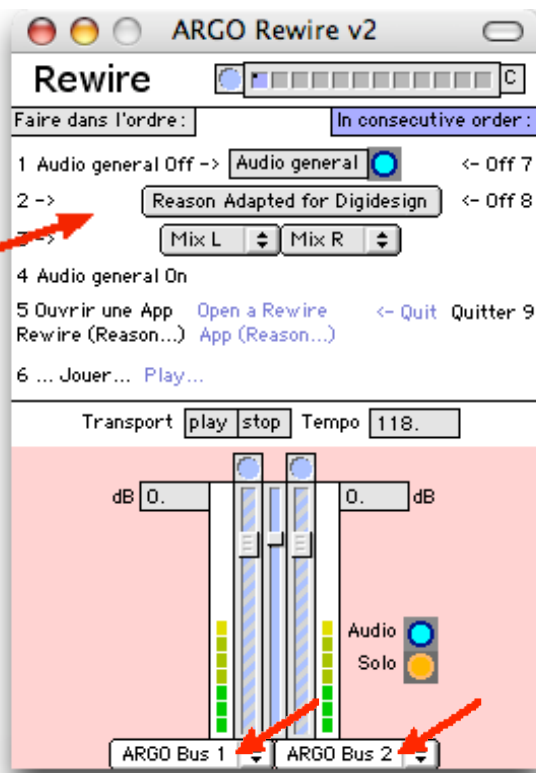 ARGO Rewire v2
Rewire C
Faire dans l'ordre: In consecutive order:
1 Audio general Off -> Audio general <- Off 7
2 -> Reason Adapted for Digidesign <- Off 8
3 -> Mix L Mix R
4 Audio general On
5 Ouvrir une App Open a Rewire <- Quit Quitter 9
Rewire (Reason...) App (Reason...)
6 ... Jouer... Play...
Transport play stop Tempo 118.
dB 0. 0. dB
Audio
Solo
ARGO Bus 1 ARGO Bus 2